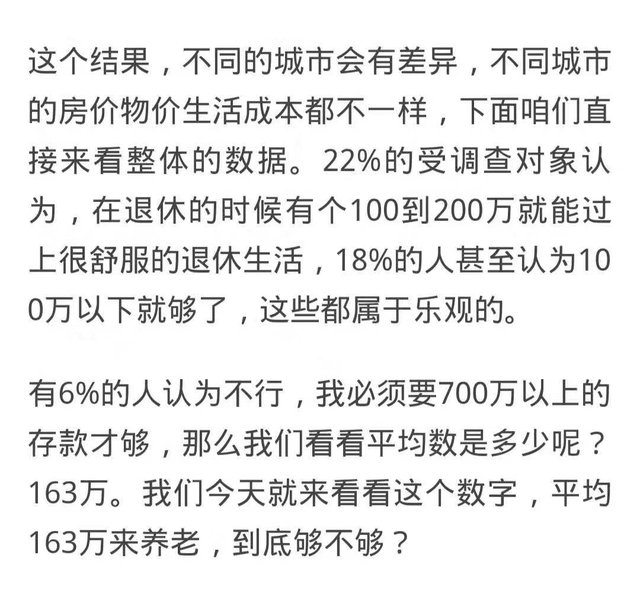 这个结果，不同的城市会有差异，不同城市
的房价物价生活成本都不一样，下面咱们直
接来看整体的数据。22%的受调查对象认
为，在退休的时候有个100到200万就能过
上很舒服的退休生活，18%的人甚至认为10
0万以下就够了，这些都属于乐观的。
有6%的人认为不行，我必须要700万以上的
存款才够，那么我们看看平均数是多少呢？
163万。我们今天就来看看这个数字，平均
163万来养老，到底够不够？